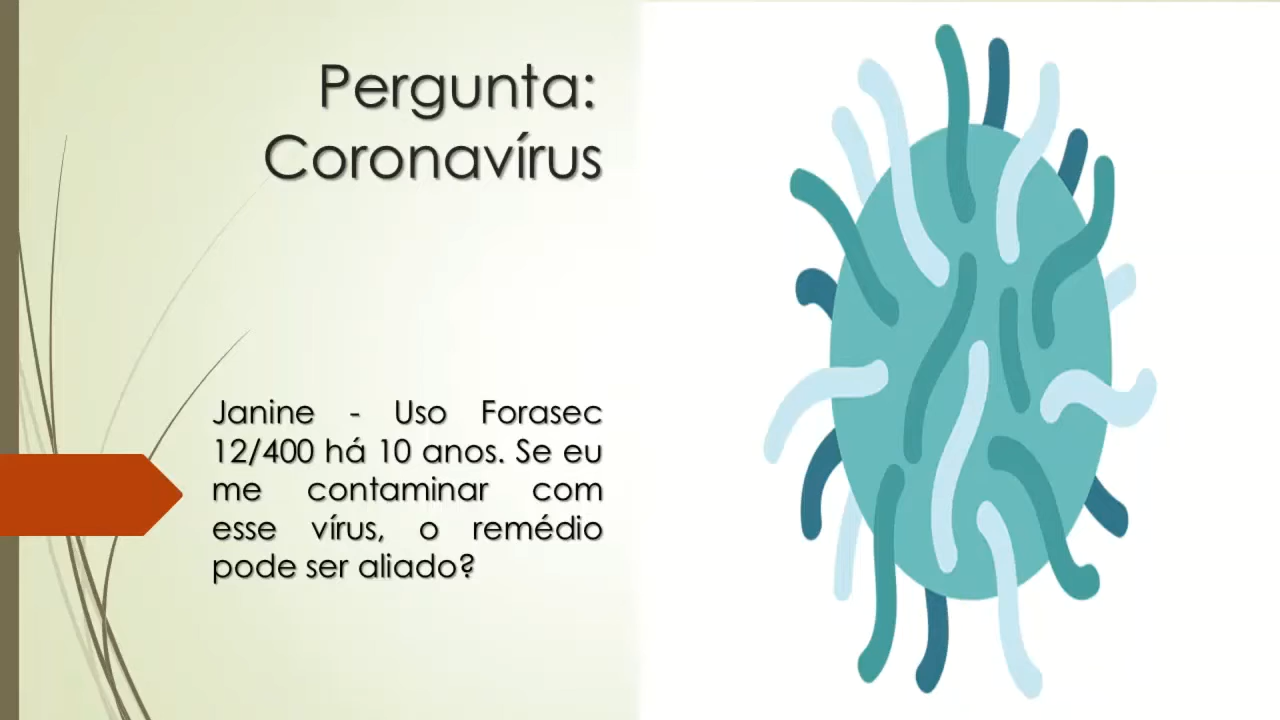 Pergunta:
Coronavírus
Janine - Uso Forasec
12/400 há 10 anos. Se eu
me contaminar com
esse vírus, o remédio
pode ser aliado?